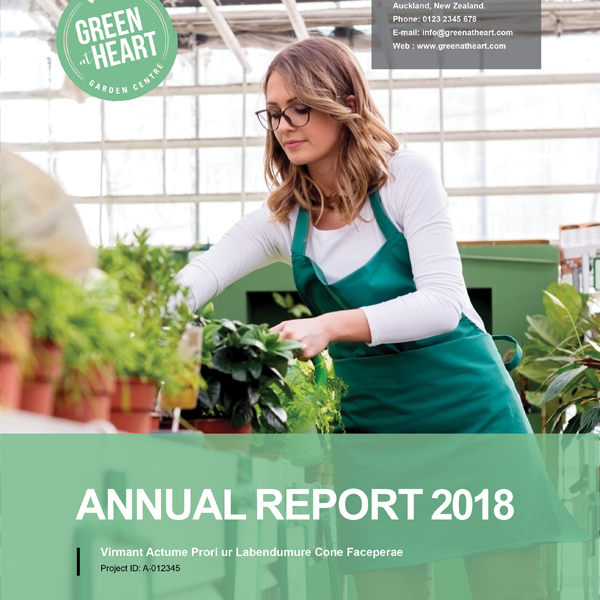 GREEN
at HEART
GARDEN CENTRE
Auckland, New Zealand.
Phone: 0123 2345 678
E-mail: info@greenatheart.com
Web : www.greenatheart.com
ANNUAL REPORT 2018
Virmant Actume Prori ur Labendumure Cone Faceperae
Project ID: A-012345